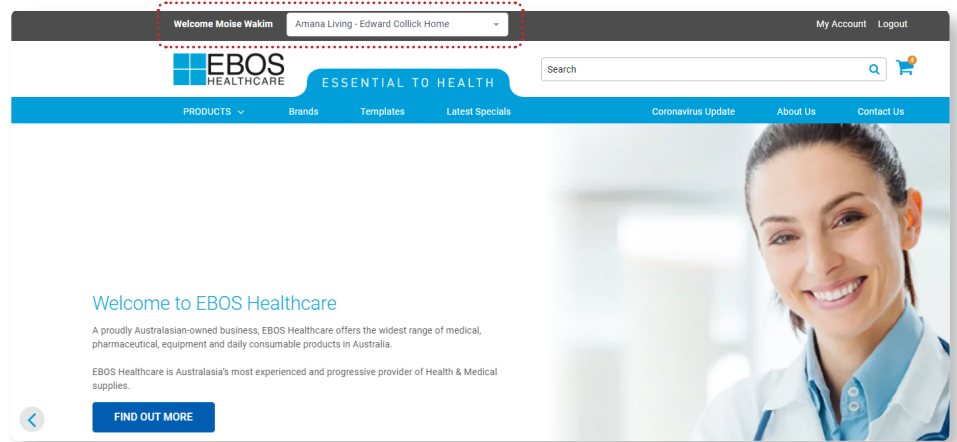 Welcome Moise Wakim
Amana Living - Edward Collick Home
My Account Logout
EBOS
HEALTHCARE
ESSENTIAL TO HEALTH
Search
4
PRODUCTS
Brands
Templates
Latest Specials
Coronavirus Update
About Us
Contact Us
Welcome to EBOS Healthcare
A proudly Australasian-owned business, EBOS Healthcare offers the widest range of medical,
pharmaceutical, equipment and daily consumable products in Australia.
EBOS Healthcare is Australasia's most experienced and progressive provider of Health & Medical
supplies.
FIND OUT MORE